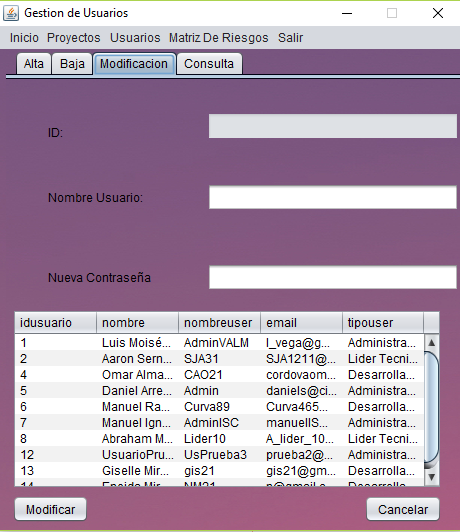 Gestion de Usuarios
Inicio Proyectos Usuarios Matriz De Riesgos Salir
Alta Baja Modificacion Consulta
ID:
Nombre Usuario:
Nueva Contraseña
idusuario nombre nombreuser email tipouser
1 Luis Moisé... AdminVALM l_vega@g... Administra...
2 Aaron Sern... SJA31 SJA1211@... Lider Tecni...
4 Omar Alma... CAO21 cordovaom... Desarrolla...
5 Daniel Arre... Admin daniels@ci... Administra...
6 Manuel Ra... Curva89 Curva465... Desarrolla...
7 Manuel Ign... AdminISC manuelIS... Administra...
8 Abraham M... Lider10 A_lider_10... Lider Tecni...
12 UsuarioPru... UsPrueba3 prueba2@... Administra...
13 Giselle Mir... gis21 gis21@gm... Desarrolla...
14
Modificar Cancelar